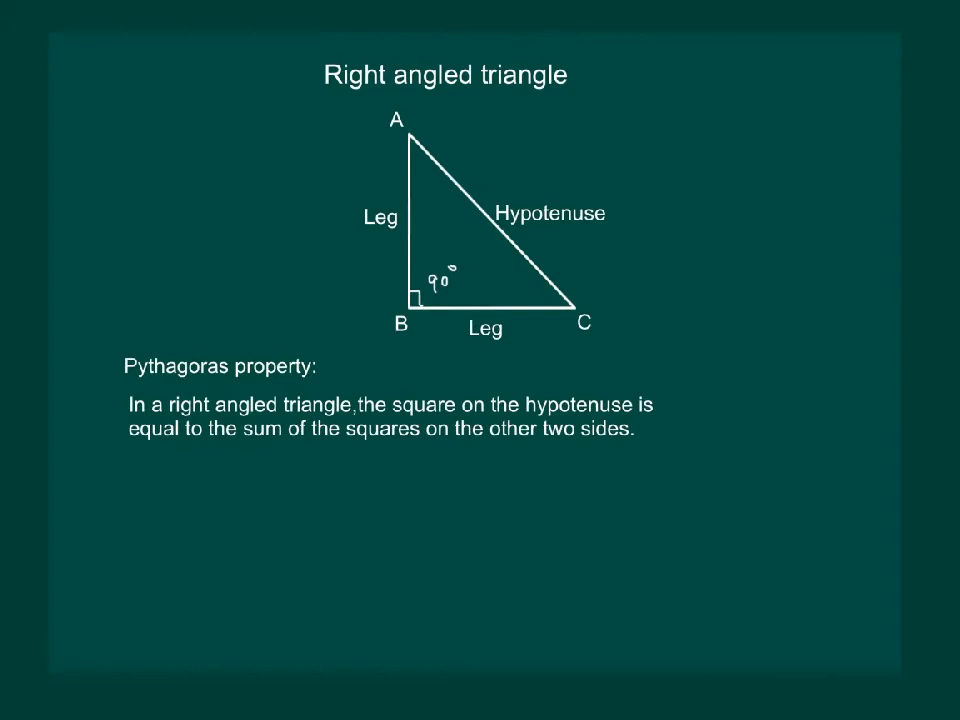 Right angled triangle
A
Leg
Hypotenuse
90°
B
Leg
C
Pythagoras property:
In a right angled triangle,the square on the hypotenuse is
equal to the sum of the squares on the other two sides.